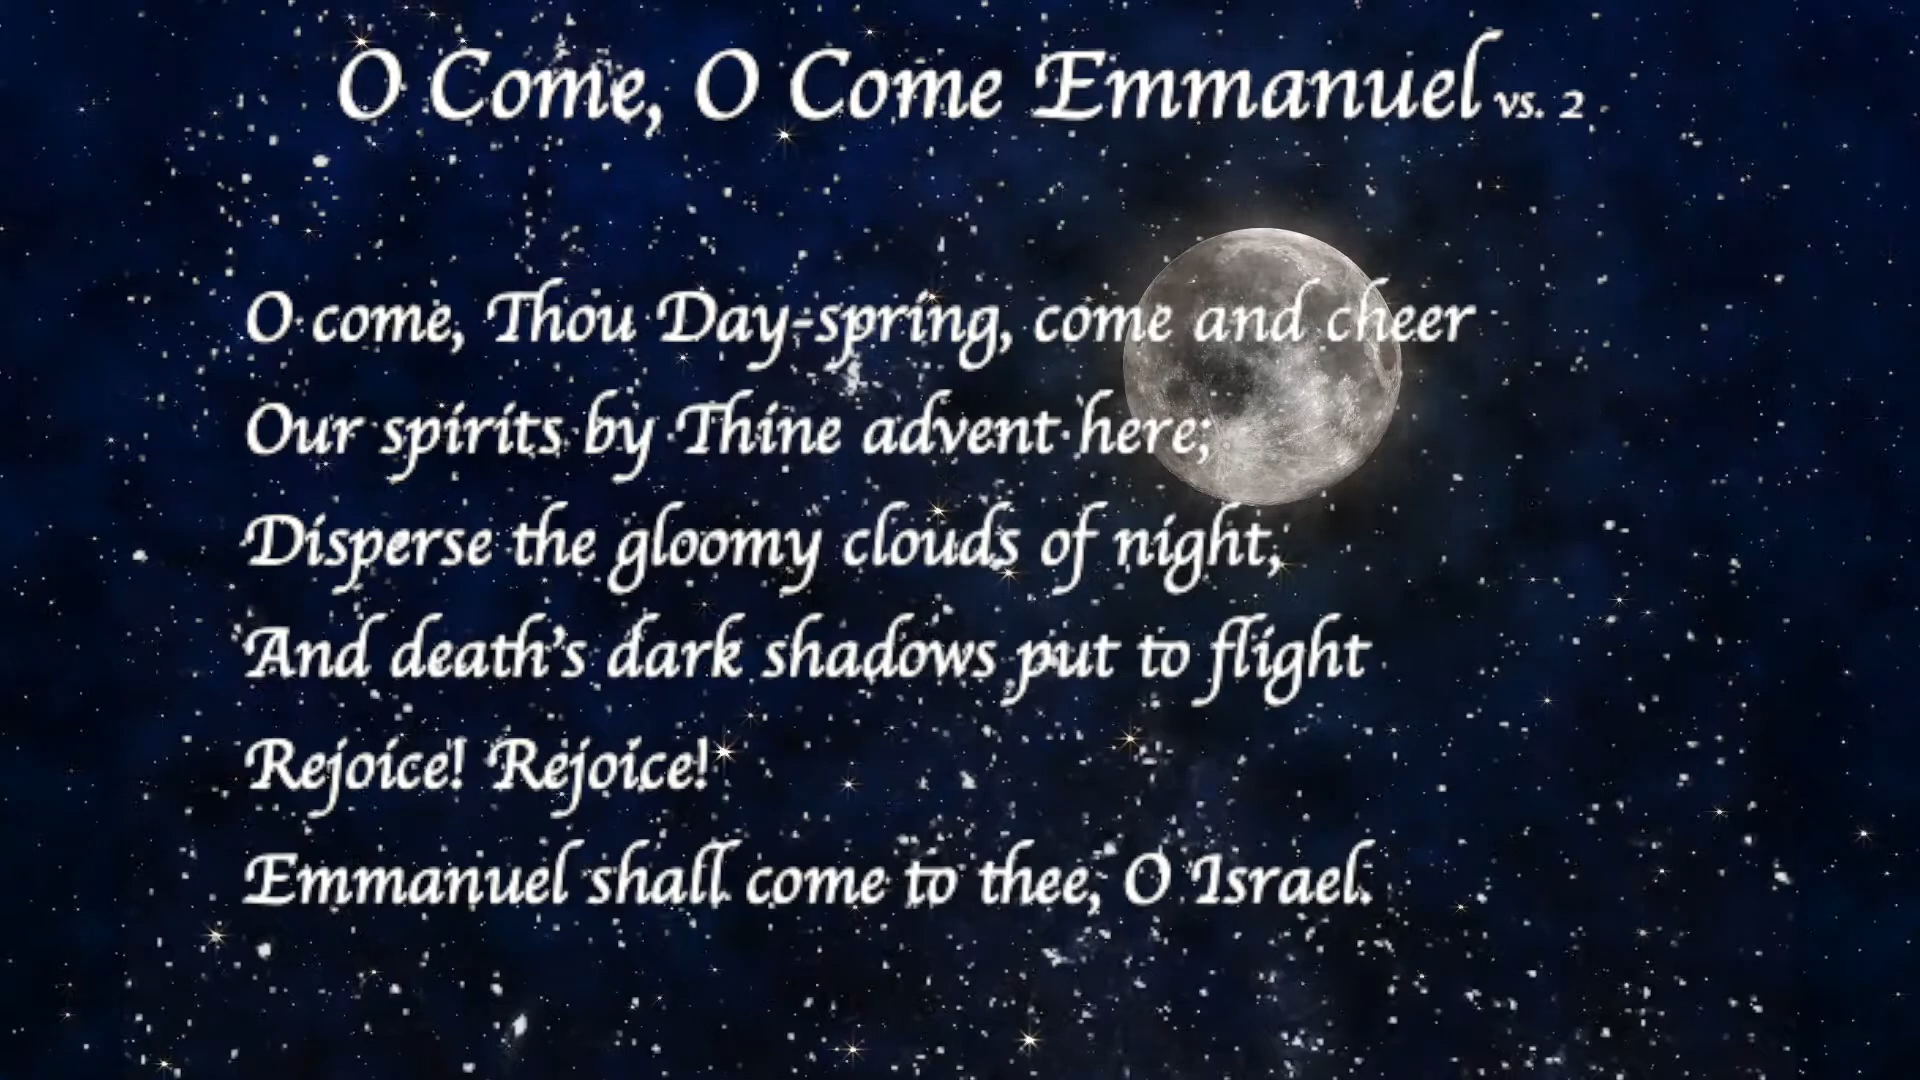 O Come, O Come Emmanuel vs. 2
O come, Thou Day-spring, come and cheer
Our spirits by Thine advent here;
Disperse the gloomy clouds of night,
And death's dark shadows put to flight
Rejoice! Rejoice!
Emmanuel shall come to thee, O Israel.